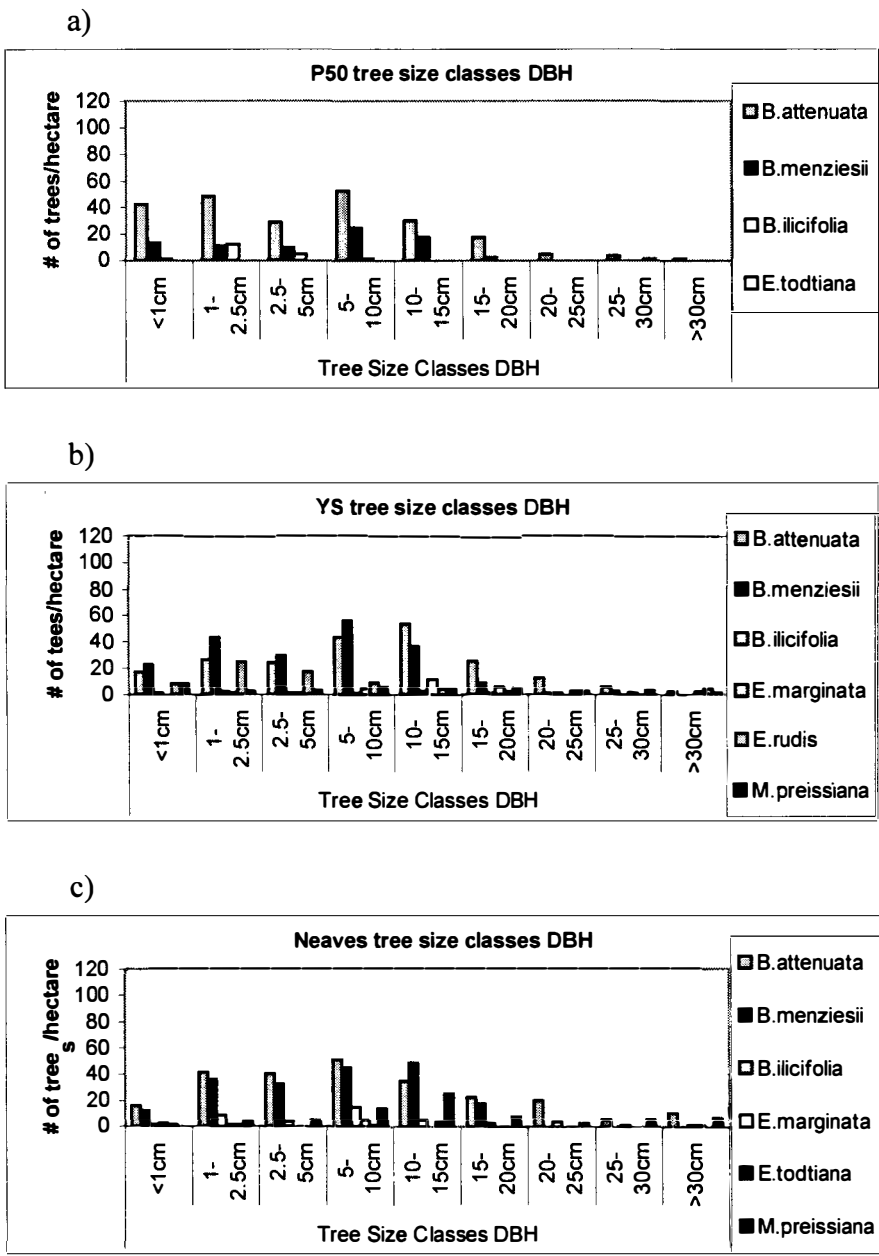 a)
P50 tree size classes DBH
# of trees/hectare
120
100
80
60
40
20
0
<1cm
1-
2.5cm
2.5-
5cm
5-
10cm
10-
15cm
15-
20cm
20-
25cm
25-
30cm
>30cm
Tree Size Classes DBH
B.attenuata
B.menziesii
B.ilicifolia
E.todtiana
b)
YS tree size classes DBH
# of tees/hectare
120
100
80
60
40
20
0
<1cm
1-
2.5cm
2.5-
5cm
5-
10cm
10-
15cm
15-
20cm
20-
25cm
25-
30cm
>30cm
Tree Size Classes DBH
B.attenuata
B.menziesii
B.ilicifolia
E.marginata
E.rudis
M.preissiana
c)
Neaves tree size classes DBH
# of tree /hectare
s
120
100
80
60
40
20
0
<1cm
1-
2.5cm
2.5-
5cm
5-
10cm
10-
15cm
15-
20cm
20-
25cm
25-
30cm
>30cm
Tree Size Classes DBH
B.attenuata
B.menziesii
B.ilicifolia
E.marginata
E.todtiana
M.preissiana